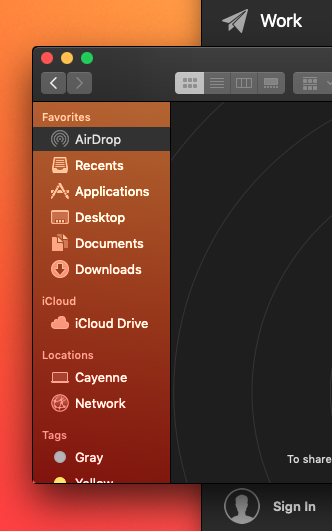 Work
Favorites
AirDrop
Recents
Applications
Desktop
Documents
Downloads
iCloud
iCloud Drive
Locations
Cayenne
Network
Tags
Gray
Yellow
To share
Sign In